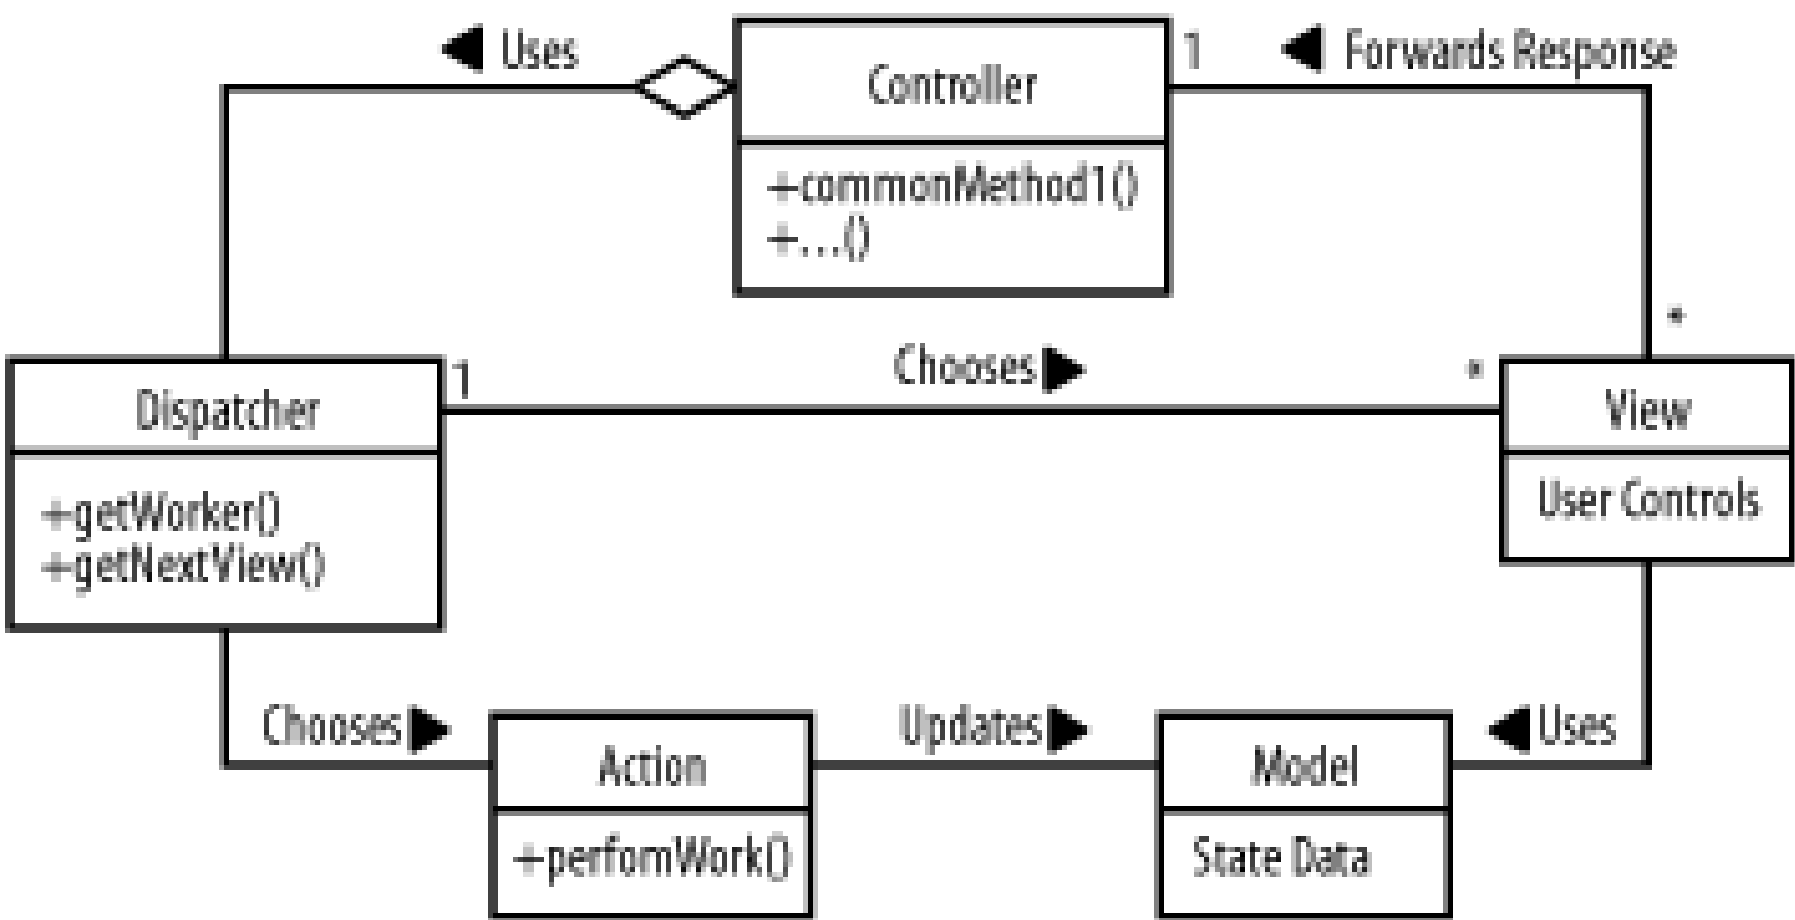 Uses
Controller
1
Forwards Response
+commonMethod1()
+...()
*
Chooses
Dispatcher
1
*
View
+getWorker()
+getNextView()
User Controls
Chooses
Updates
Uses
Action
Model
+perfomWork()
State Data